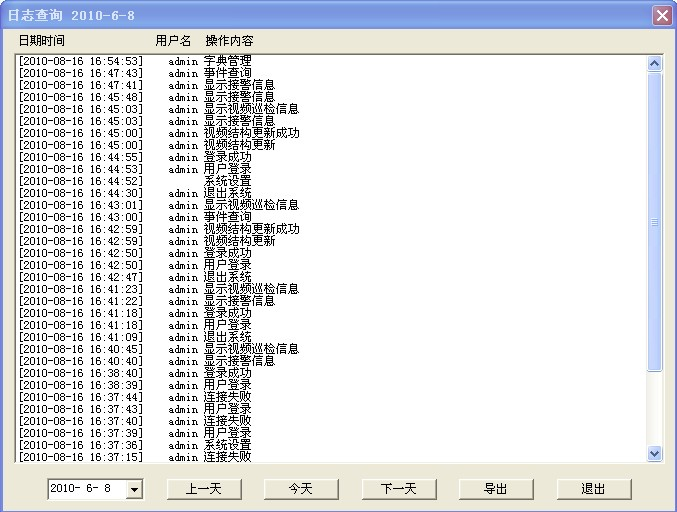 日志查询 2010-6-8
日期时间 用户名 操作内容
[2010-08-16 16:54:53] admin 字典管理
[2010-08-16 16:47:43] admin 事件查询
[2010-08-16 16:47:41] admin 显示接警信息
[2010-08-16 16:45:48] admin 显示接警信息
[2010-08-16 16:45:03] admin 显示视频巡检信息
[2010-08-16 16:45:03] admin 显示接警信息
[2010-08-16 16:45:00] admin 视频结构更新成功
[2010-08-16 16:45:00] admin 视频结构更新
[2010-08-16 16:44:55] admin 登录成功
[2010-08-16 16:44:53] admin 用户登录
[2010-08-16 16:44:52] 系统设置
[2010-08-16 16:44:30] admin 退出系统
[2010-08-16 16:43:01] admin 显示视频巡检信息
[2010-08-16 16:43:00] admin 事件查询
[2010-08-16 16:42:59] admin 视频结构更新成功
[2010-08-16 16:42:59] admin 视频结构更新
[2010-08-16 16:42:50] admin 登录成功
[2010-08-16 16:42:50] admin 用户登录
[2010-08-16 16:42:47] admin 退出系统
[2010-08-16 16:41:23] admin 显示视频巡检信息
[2010-08-16 16:41:22] admin 显示接警信息
[2010-08-16 16:41:18] admin 登录成功
[2010-08-16 16:41:18] admin 用户登录
[2010-08-16 16:41:09] admin 退出系统
[2010-08-16 16:40:45] admin 显示视频巡检信息
[2010-08-16 16:40:40] admin 显示接警信息
[2010-08-16 16:38:40] admin 登录成功
[2010-08-16 16:38:39] admin 用户登录
[2010-08-16 16:37:44] admin 连接失败
[2010-08-16 16:37:43] admin 用户登录
[2010-08-16 16:37:40] admin 连接失败
[2010-08-16 16:37:39] admin 用户登录
[2010-08-16 16:37:36] admin 系统设置
[2010-08-16 16:37:15] admin 连接失败
2010- 6- 8 上一天 今天 下一天 导出 退出